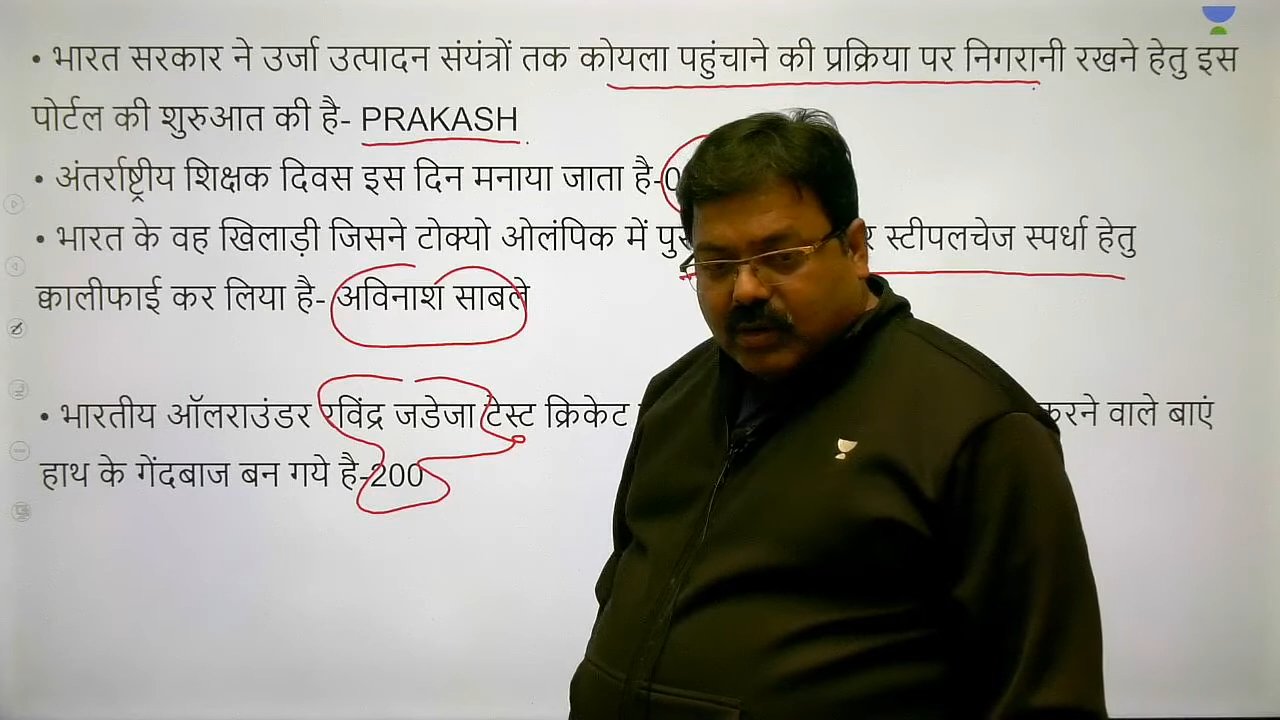 • भारत सरकार ने उर्जा उत्पादन संयंत्रों तक कोयला पहुंचाने की प्रक्रिया पर निगरानी रखने हेतु इस
पोर्टल की शुरुआत की है- PRAKASH
• अंतर्राष्ट्रीय शिक्षक दिवस इस दिन मनाया जाता है-0
• भारत के वह खिलाड़ी जिसने टोक्यो ओलंपिक में स्टीपलचेज स्पर्धा हेतु
क्वालीफाई कर लिया है- अविनाश साबले
• भारतीय ऑलराउंडर रविंद्र जडेजा टेस्ट क्रिकेट करने वाले बाएं
हाथ के गेंदबाज बन गये है-200